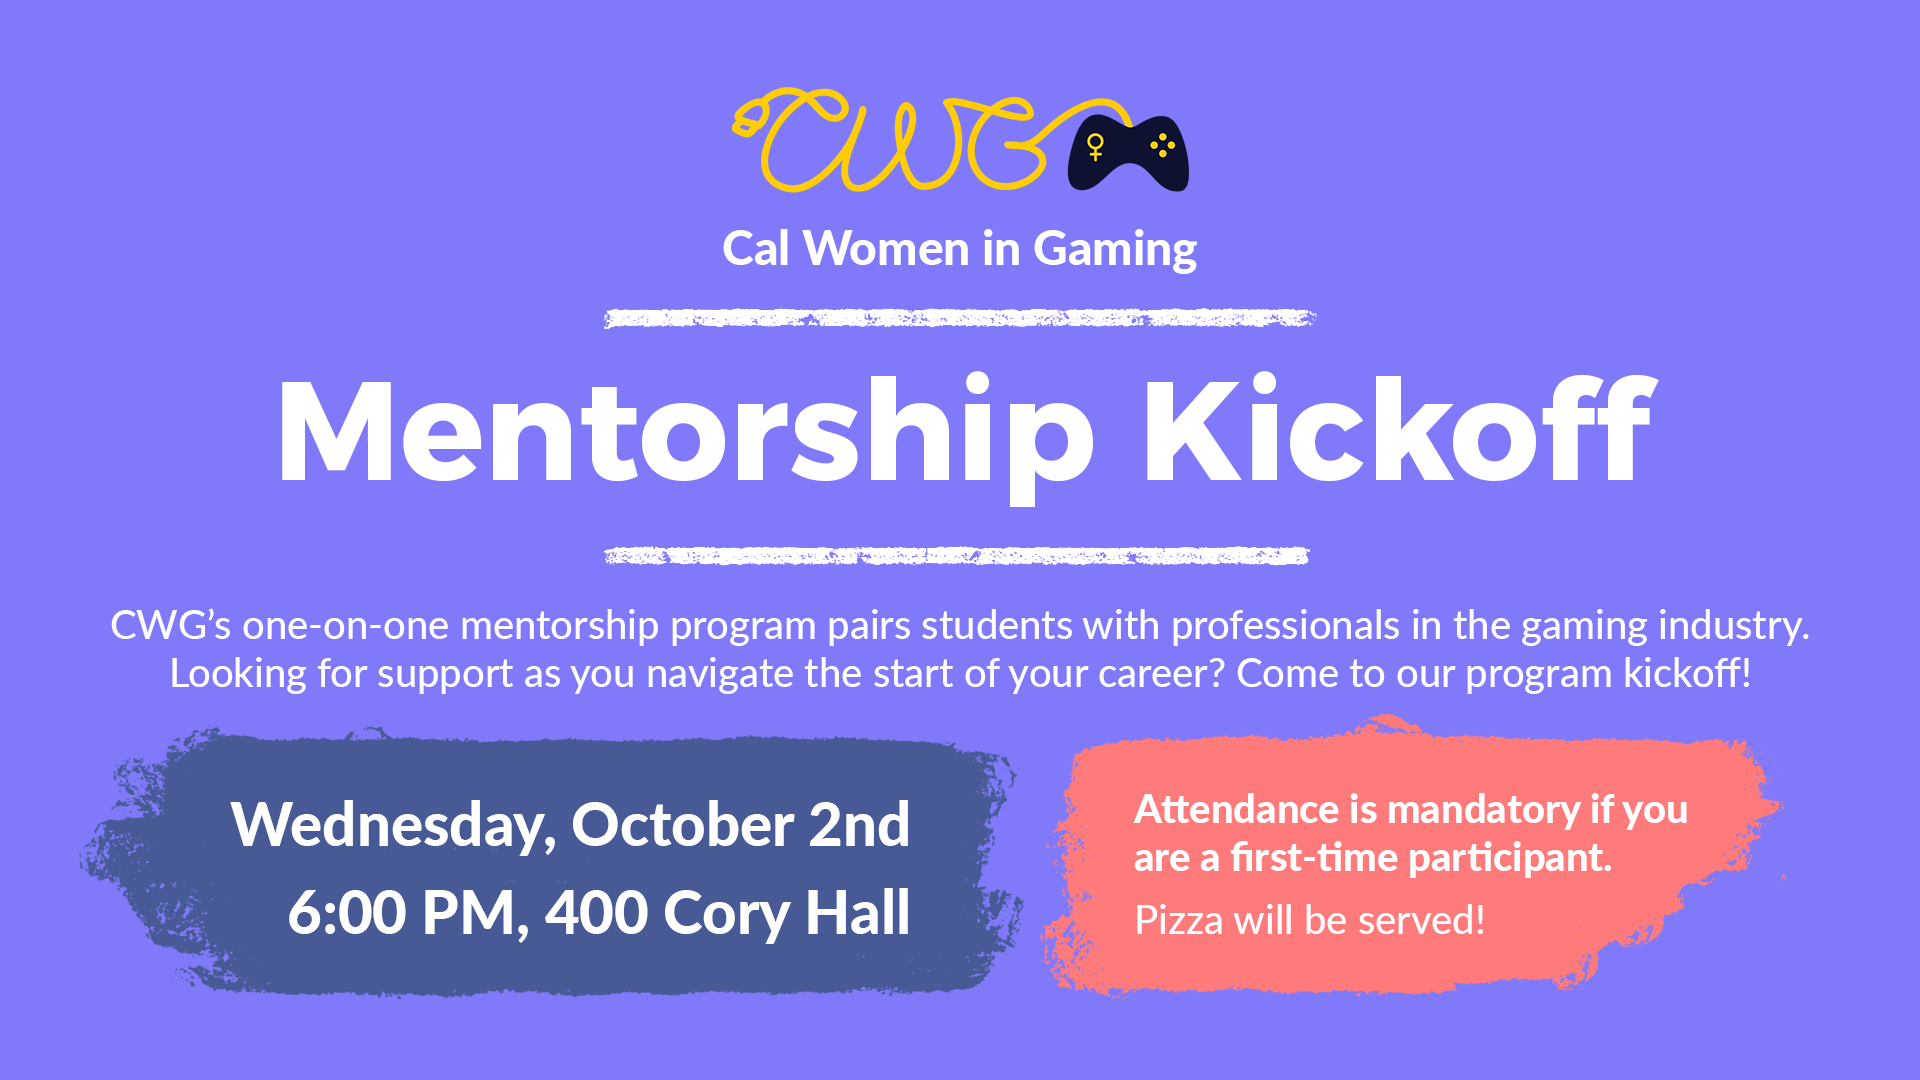 CWG
Cal Women in Gaming
Mentorship Kickoff
CWG’s one-on-one mentorship program pairs students with professionals in the gaming industry.
Looking for support as you navigate the start of your career? Come to our program kickoff!
Wednesday, October 2nd
6:00 PM, 400 Cory Hall
Attendance is mandatory if you
are a first-time participant.
Pizza will be served!